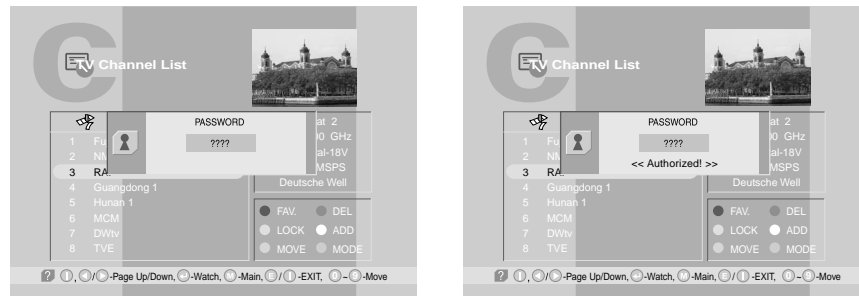 TV Channel List
PASSWORD
????
at 2
GHz
al-18V
MSPS
Deutsche Well
1 Fu
2 NM
3 RA
4 Guangdong 1
5 Hunan 1
6 MCM
7 DWtv
8 TVE
FAV. DEL
LOCK ADD
MOVE MODE
-Page Up/Down, -Watch, M -Main, E / -EXIT, 0 ~ 9 -Move
TV Channel List
PASSWORD
????
<< Authorized! >>
at 2
GHz
al-18V
MSPS
Deutsche Well
1 Fu
2 NM
3 RA
4 Guangdong 1
5 Hunan 1
6 MCM
7 DWtv
8 TVE
FAV. DEL
LOCK ADD
MOVE MODE
-Page Up/Down, -Watch, M -Main, E / -EXIT, 0 ~ 9 -Move